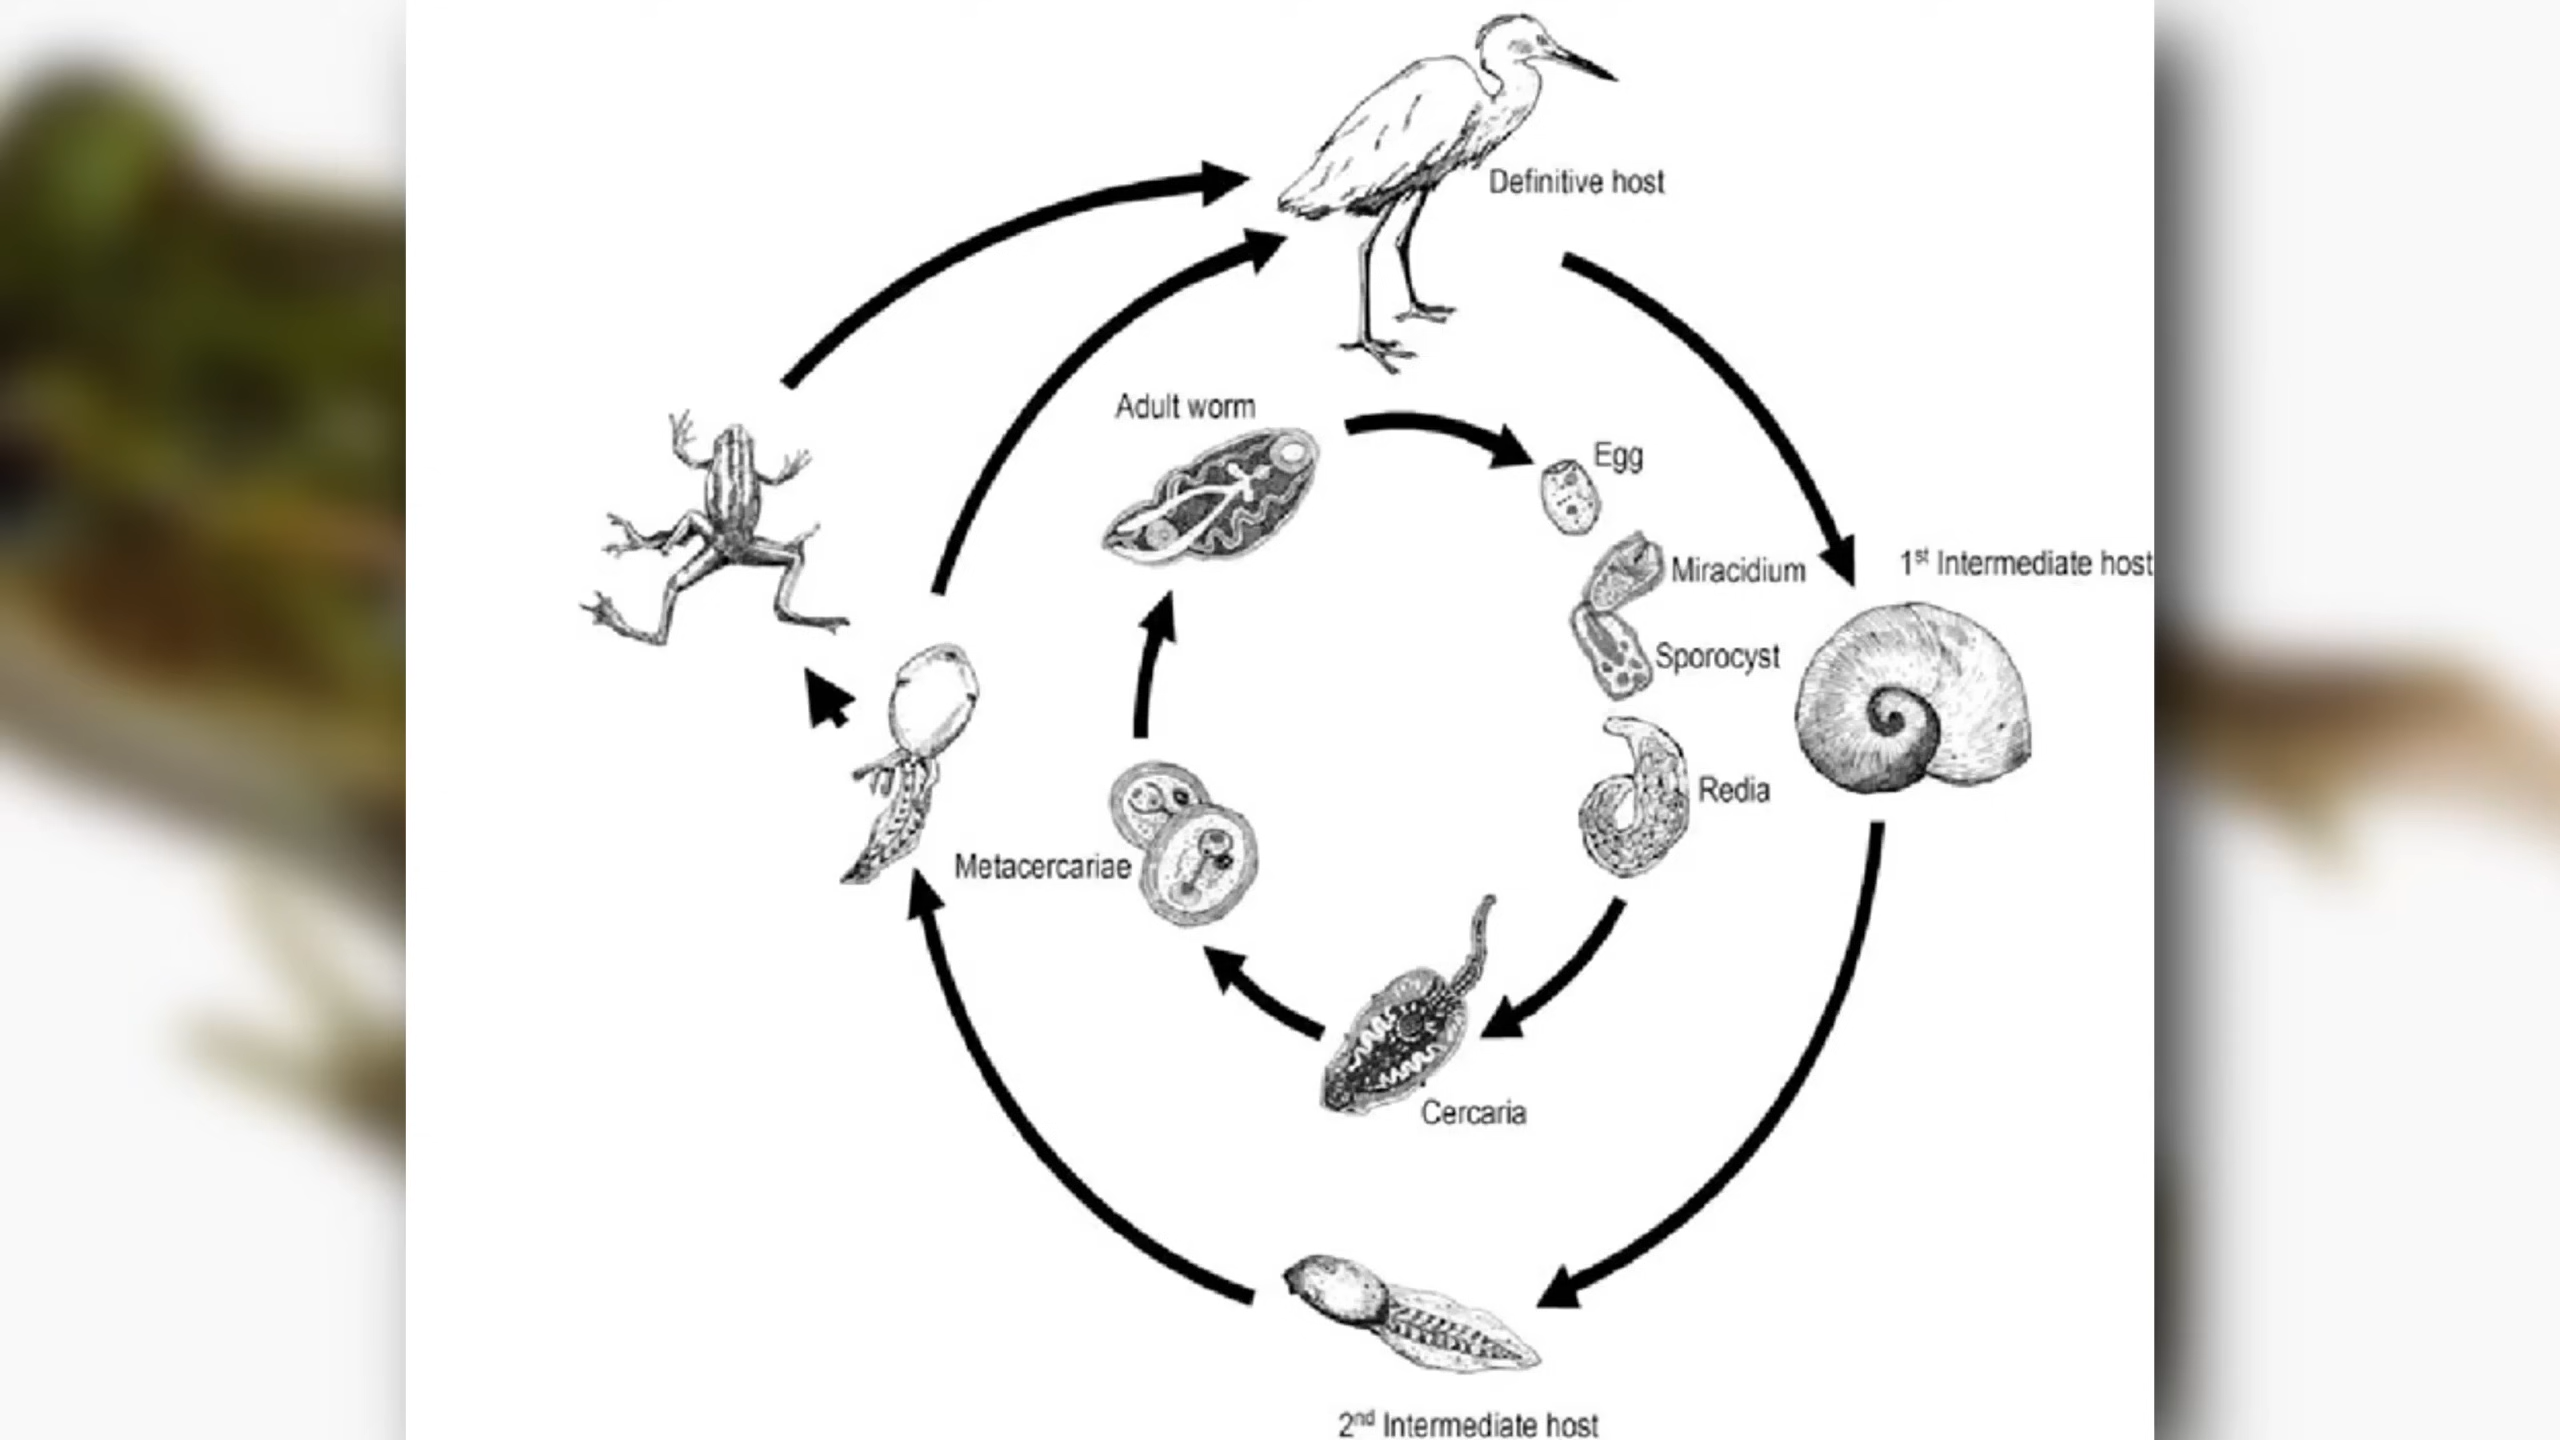 Definitive host
Adult worm
Egg
1st Intermediate host
Miracidium
Sporocyst
Redia
Metacercariae
Cercaria
2nd Intermediate host